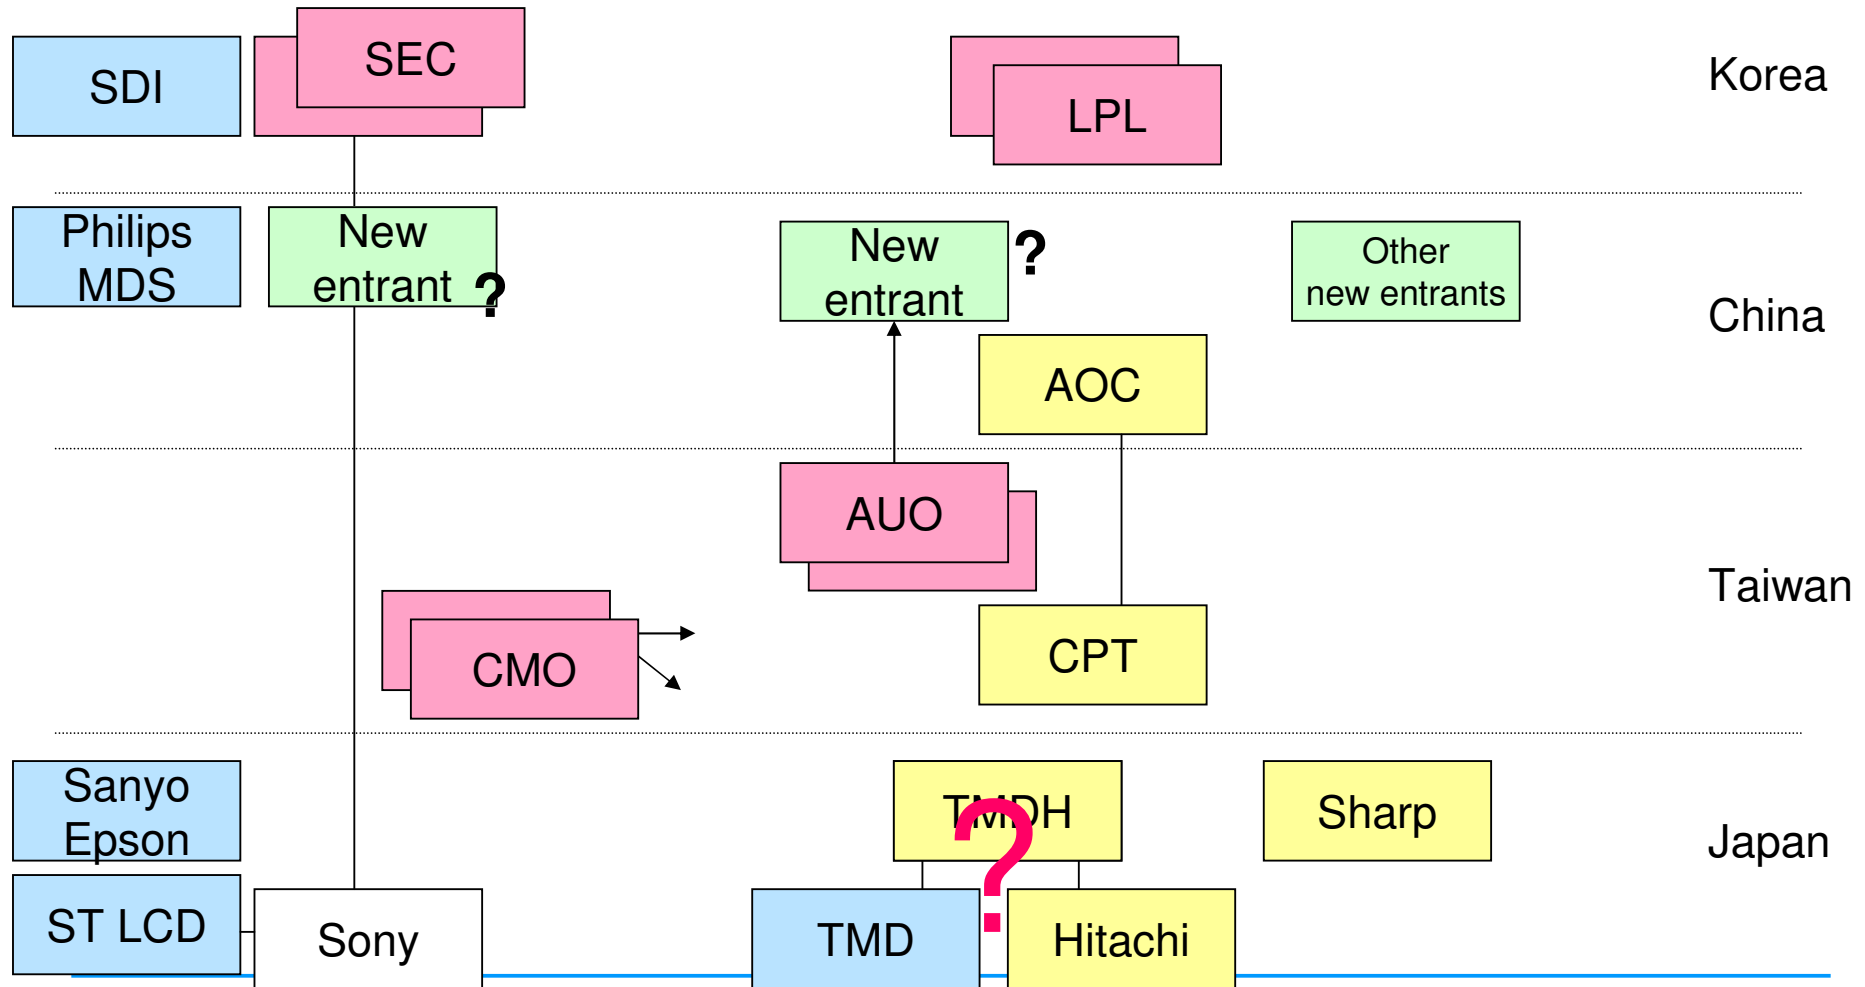 SDI
SEC
LPL
Korea
Philips
MDS
New
entrant ?
New
entrant
?
Other
new entrants
China
AOC
AUO
Taiwan
CMO
CPT
Sanyo
Epson
TMDH
?
Sharp
Japan
ST LCD
Sony
TMD
Hitachi